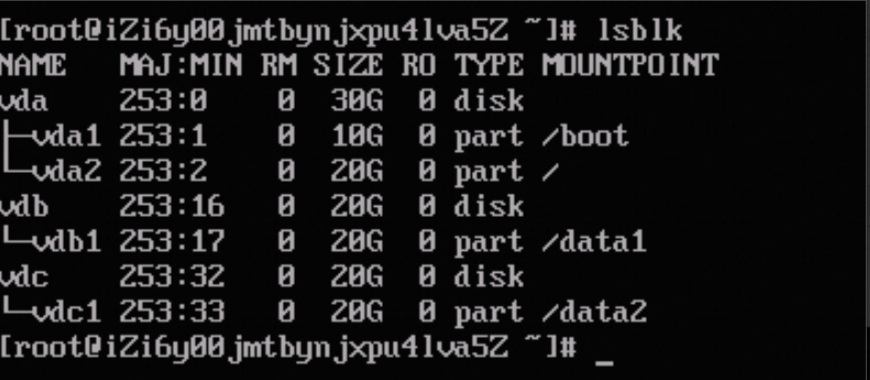 [root@iZi6y00jmtbynjxpu4lva5Z ~]# lsblk
NAME   MAJ:MIN RM SIZE RO TYPE MOUNTPOINT
vda    253:0    0  30G  0 disk
├─vda1 253:1    0  10G  0 part /boot
└─vda2 253:2    0  20G  0 part /
vdb    253:16   0  20G  0 disk
└─vdb1 253:17   0  20G  0 part /data1
vdc    253:32   0  20G  0 disk
└─vdc1 253:33   0  20G  0 part /data2
[root@iZi6y00jmtbynjxpu4lva5Z ~]# _